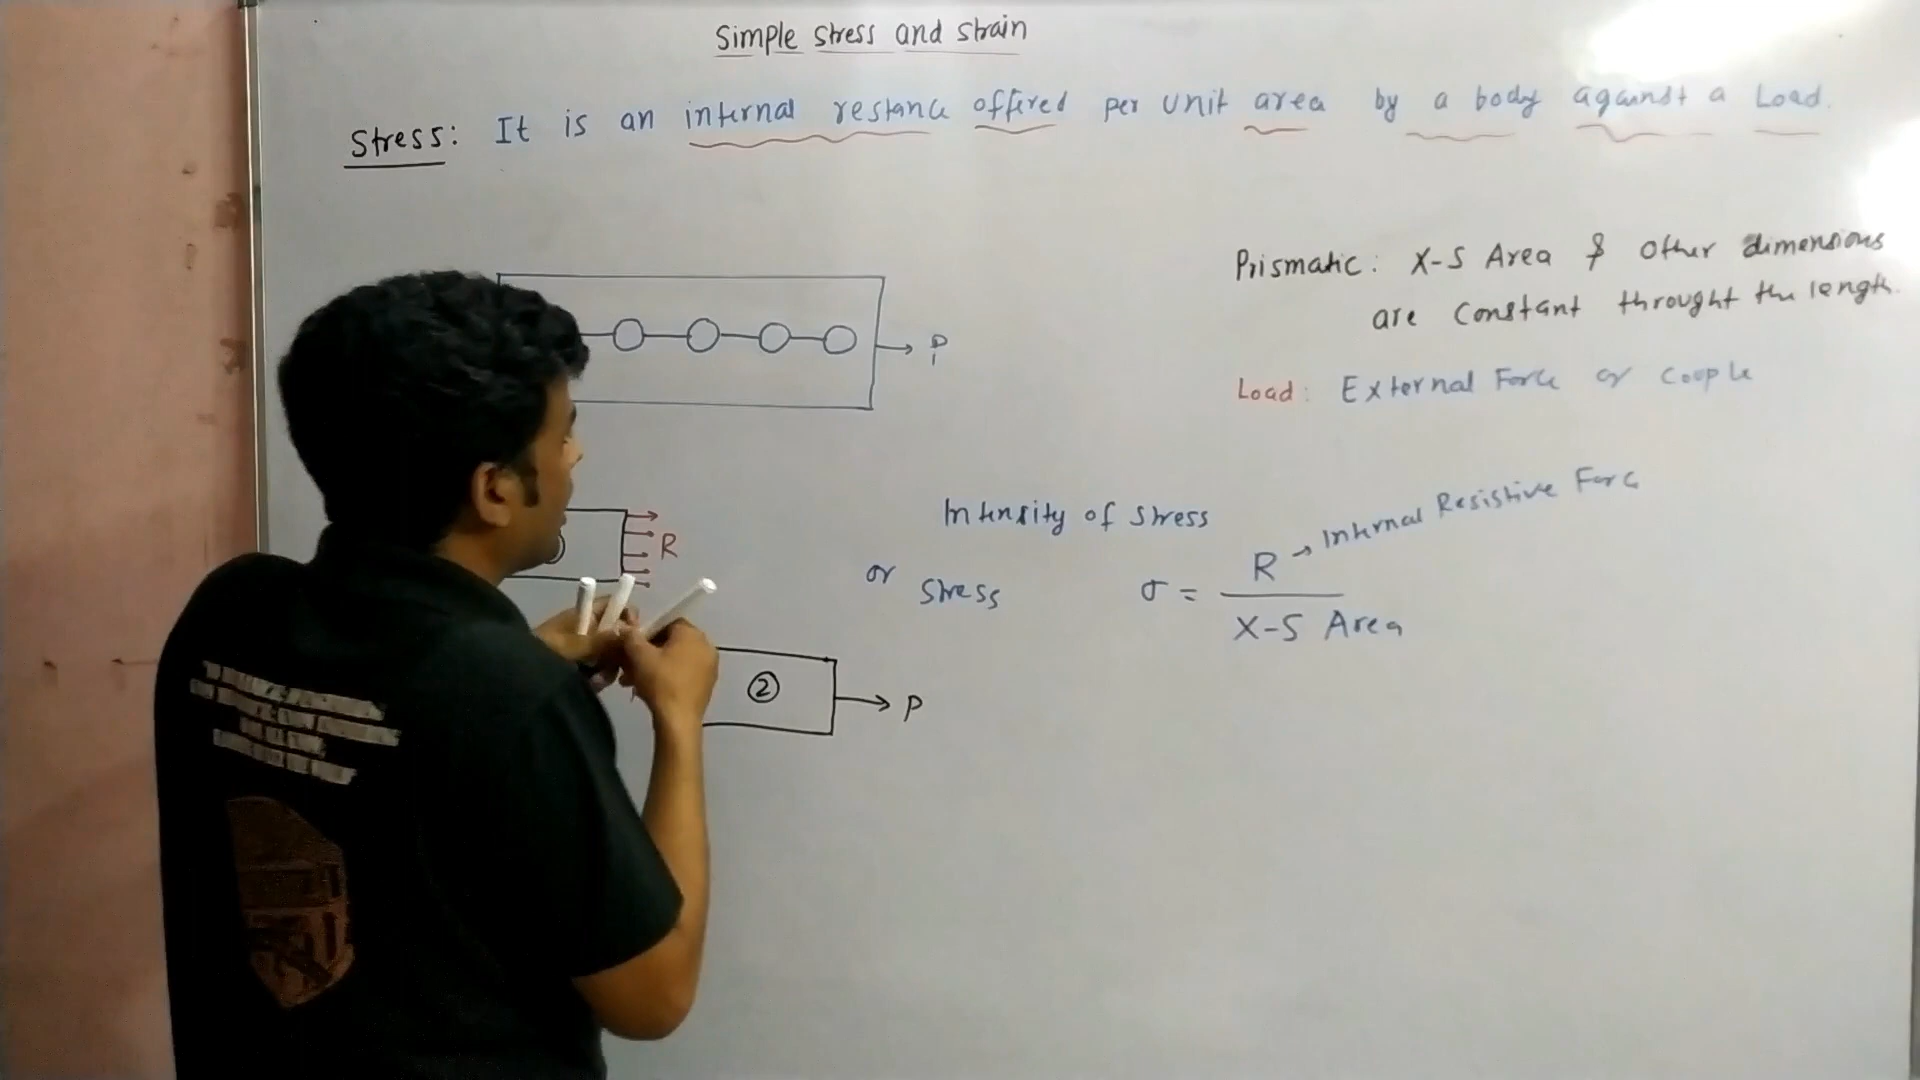 Simple stress and strain
Stress: It is an internal restance offired per unit area by a body against a Load.
Prismatic: X-S Area & other dimensions
are constant throught the length.
P
Load: External Force or Couple
R
Intensity of stress
or stress
σ = R → Internal Resistive Force
X-S Area
② → P